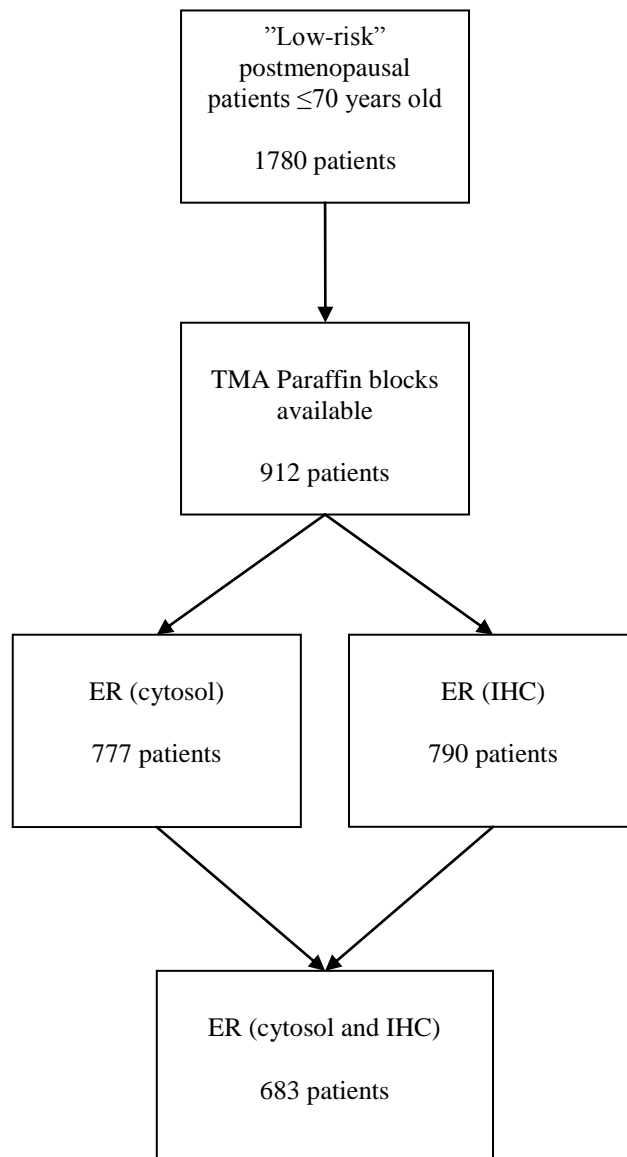 ”Low-risk”
postmenopausal
patients ≤70 years old
1780 patients
TMA Paraffin blocks
available
912 patients
ER (cytosol)
777 patients
ER (IHC)
790 patients
ER (cytosol and IHC)
683 patients